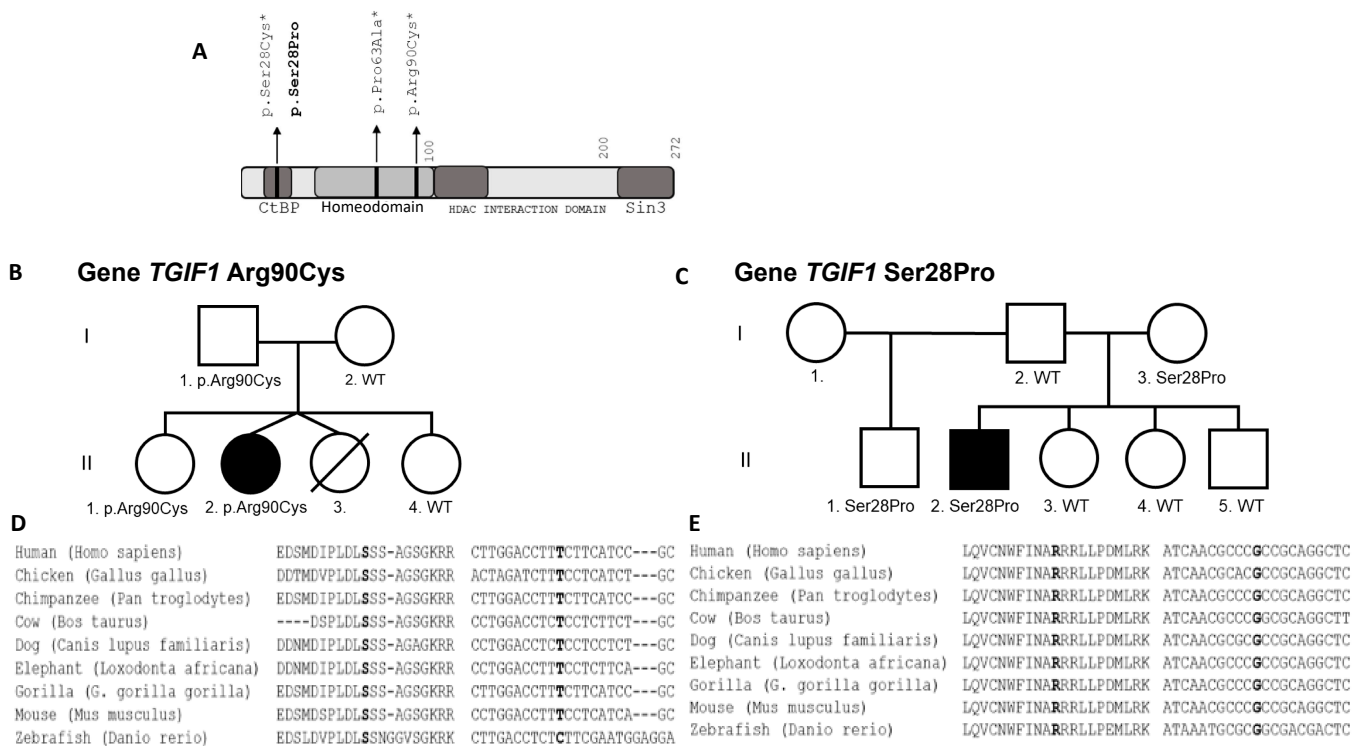 A
p.Ser28Cys*
p.Ser28Pro
p.Pro63Ala*
p.Arg90Cys*
100
200
272
CtBP Homeodomain HDAC INTERACTION DOMAIN Sin3
B Gene TGIF1 Arg90Cys
I
1. p.Arg90Cys 2. WT
II
1. p.Arg90Cys 2. p.Arg90Cys 3. 4. WT
C Gene TGIF1 Ser28Pro
I
1. 2. WT 3. Ser28Pro
II
1. Ser28Pro 2. Ser28Pro 3. WT 4. WT 5. WT
D
Human (Homo sapiens) EDSMDIPLDLSSS-AGSGKRR CTTGGACCTTTCTTCATCC---GC
Chicken (Gallus gallus) DDTMDVPLDLSSS-AGSGKRR ACTAGATCTTTCCTCATCT---GC
Chimpanzee (Pan troglodytes) EDSMDIPLDLSSS-AGSGKRR CCTGGACCTTTCTTCATCC---GC
Cow (Bos taurus) ----DSPLDLSSS-AGSGKRR CCTGGACCTCTCCTCTTCT---GC
Dog (Canis lupus familiaris) DDNMDIPLDLSSS-AGAGKRR CCTGGACCTCTCCTCCTCC---GC
Elephant (Loxodonta africana) DDNMDIPLDLSSS-AGSGKRR CCTGGACCTTTCCTCTTCA---GC
Gorilla (G. gorilla gorilla) EDSMDIPLDLSSS-AGSGKRR CTTGGACCTTTCTTCATCC---GC
Mouse (Mus musculus) EDSMDSPLDLSSS-AGSGKRR CCTGGACCTTTCCTCATCA---GC
Zebrafish (Danio rerio) EDSLDVPLDLSSNGGVSGKRK CTTGACCTCTCTTCGAATGGAGGA
E
Human (Homo sapiens) LQVCNWFINARRRLLPDMLRK ATCAACGCCCGCCGCAGGCTC
Chicken (Gallus gallus) LQVCNWFINARRRLLPDMLRK ATCAACGCACGCCGCAGGCTC
Chimpanzee (Pan troglodytes) LQVCNWFINARRRLLPDMLRK ATCAACGCCCGCCGCAGGCTC
Cow (Bos taurus) LQVCNWFINARRRLLPDMLRK ATCAACGCCCGCCGCAGGCTT
Dog (Canis lupus familiaris) LQVCNWFINARRRLLPDMLRK ATCAACGCGCGCCGCAGGCTC
Elephant (Loxodonta africana) LQVCNWFINARRRLLPDMLRK ATCAACGCCCGCCGCAGGCTC
Gorilla (G. gorilla gorilla) LQVCNWFINARRRLLPDMLRK ATCAACGCCCGCCGCAGGCTC
Mouse (Mus musculus) LQVCNWFINARRRLLPDMLRK ATCAACGCCCGCCGCAGGCTC
Zebrafish (Danio rerio) LQVCNWFINARRRLLPEMLRK ATAAATGCGCGGCGACGACTC